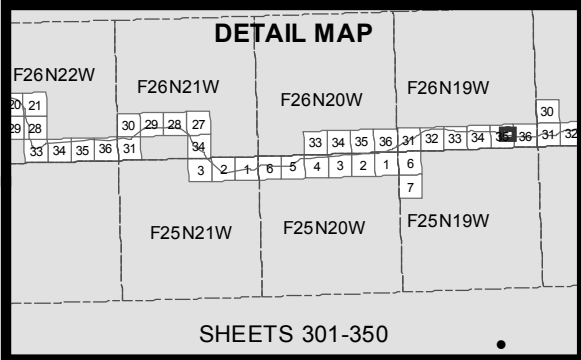 DETAIL MAP
F26N22W
F26N21W
F26N20W
F26N19W
20 21
29 28
33 34 35 36 31
30 29 28 27
34
3 2 1 6 5 4 3 2 1 6
33 34 35 36 31 32 33 34 35 36 31 32
30
7
F25N21W
F25N20W
F25N19W
SHEETS 301-350